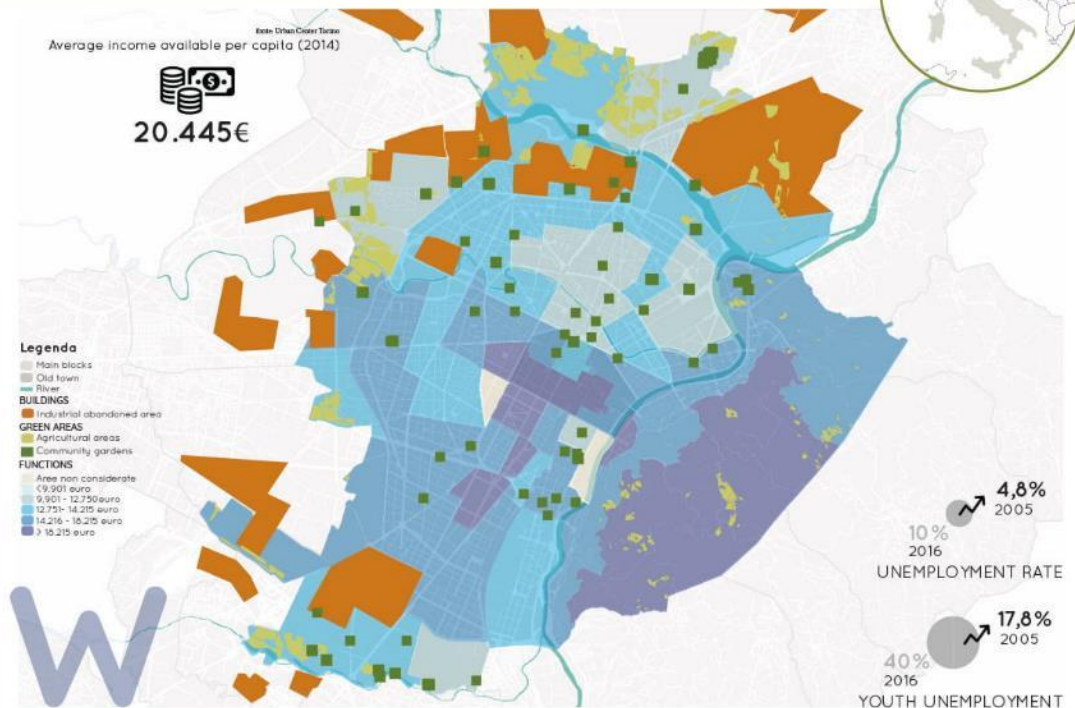 fonte Urban Center Torino
Average income available per capita (2014)
20.445€
Legenda
Main blocks
Old town
River
BUILDINGS
Industrial abandoned area
GREEN AREAS
Agricultural areas
Community gardens
FUNCTIONS
Area non considerate
<9.901 euro
9,901 - 12.750euro
12.751- 14.215 euro
14.216 - 18.215 euro
> 18.215 euro
W
4,8%
2005
10%
2016
UNEMPLOYMENT RATE
17,8%
2005
40%
2016
YOUTH UNEMPLOYMENT